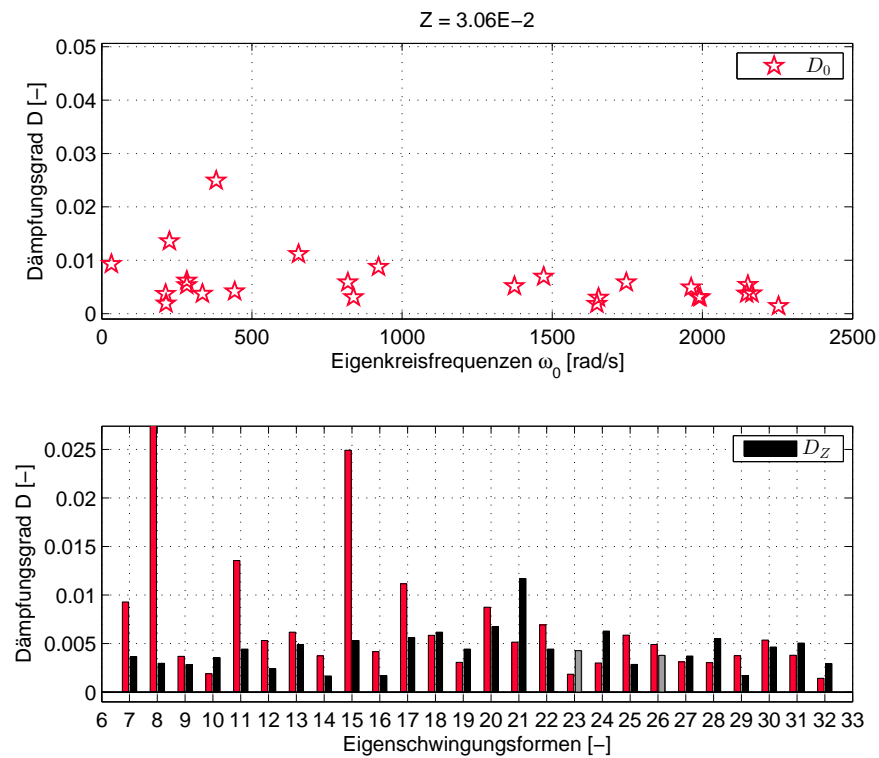 Z = 3.06E−2
Dämpfungsgrad D [−]
0.05
0.04
0.03
0.02
0.01
0
D0
0 500 1000 1500 2000 2500
Eigenkreisfrequenzen ω0 [rad/s]
Dämpfungsgrad D [−]
0.025
0.02
0.015
0.01
0.005
0
DZ
6 7 8 9 10 11 12 13 14 15 16 17 18 19 20 21 22 23 24 25 26 27 28 29 30 31 32 33
Eigenschwingungsformen [−]